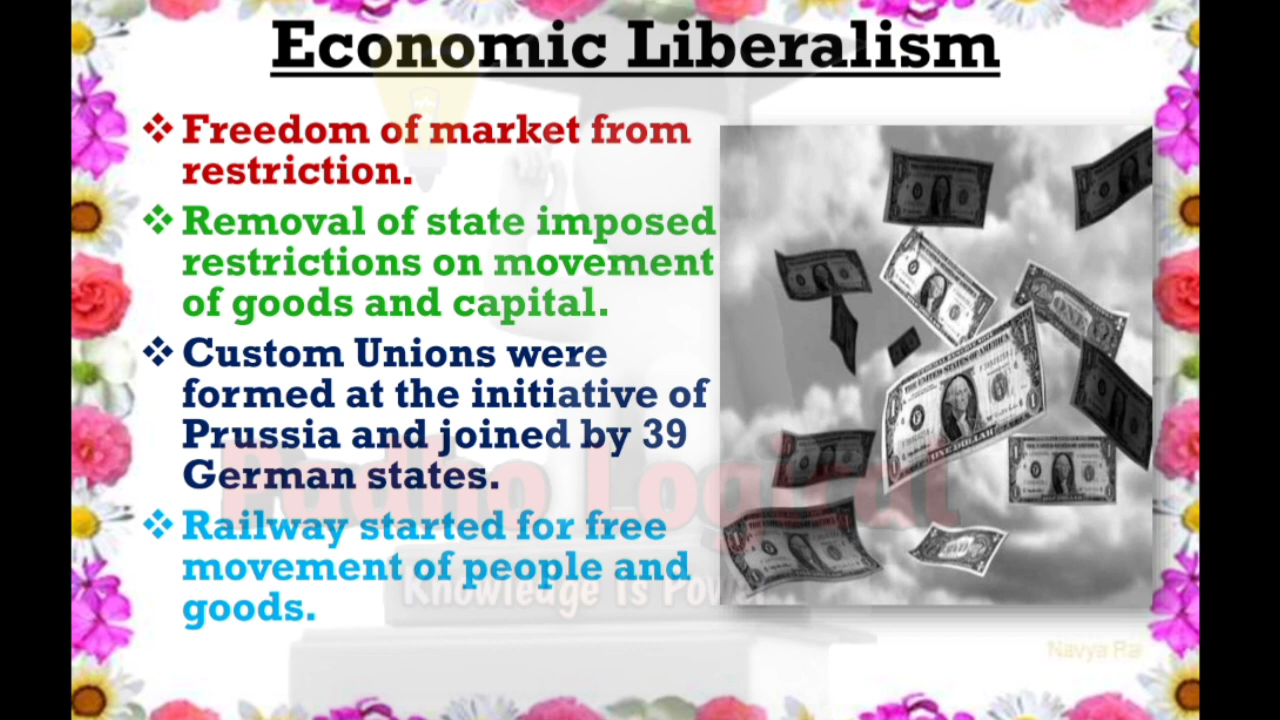 Economic Liberalism
❖ Freedom of market from
restriction.
❖ Removal of state imposed
restrictions on movement
of goods and capital.
❖ Custom Unions were
formed at the initiative of
Prussia and joined by 39
German states.
❖ Railway started for free
movement of people and
goods.
Padho Logical
Knowledge is Power
Navya Rai